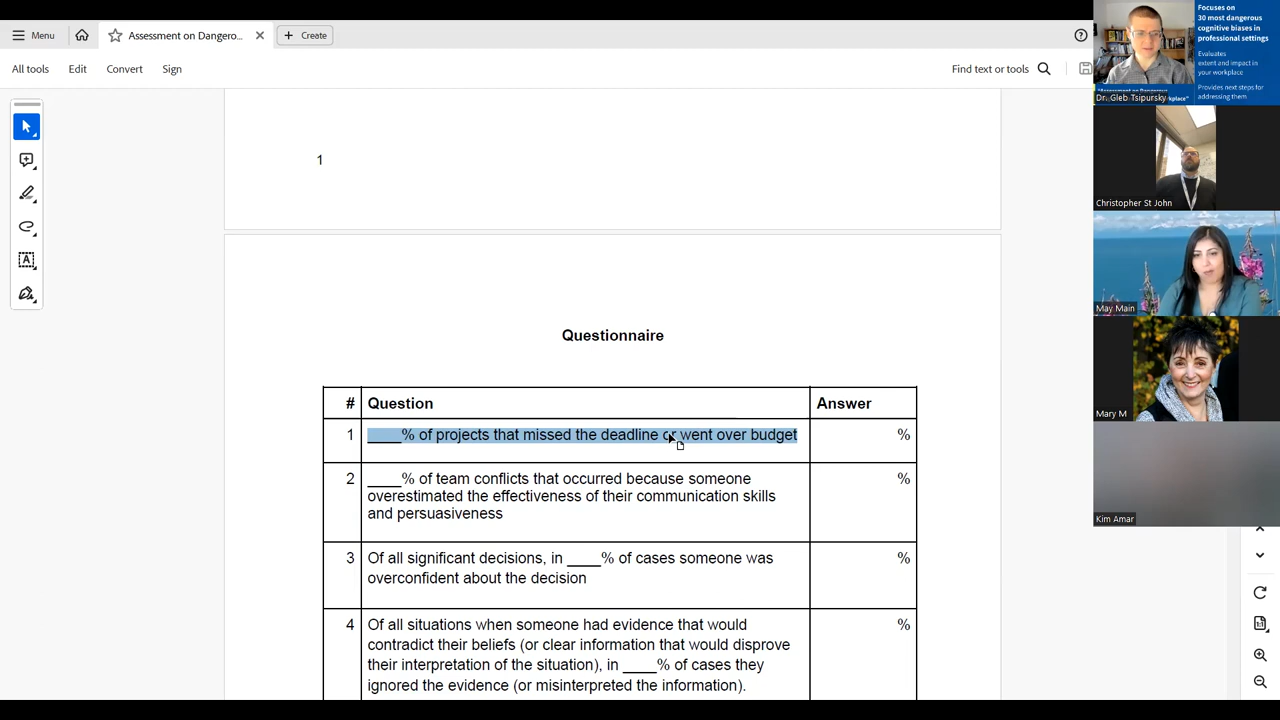 Menu
Assessment on Dangero...
Create
All tools
Edit
Convert
Sign
Find text or tools
1
Questionnaire
# Question Answer
1 ____% of projects that missed the deadline or went over budget %
2 ____% of team conflicts that occurred because someone %
overestimated the effectiveness of their communication skills
and persuasiveness
3 Of all significant decisions, in ____% of cases someone was %
overconfident about the decision
4 Of all situations when someone had evidence that would %
contradict their beliefs (or clear information that would disprove
their interpretation of the situation), in ____% of cases they
ignored the evidence (or misinterpreted the information).
Focuses on
30 most dangerous
cognitive biases in
professional settings
Evaluates
extent and impact in
your workplace
Provides next steps for
addressing them
Dr. Gleb Tsipursky
Christopher St John
May Main
Mary M
Kim Amar